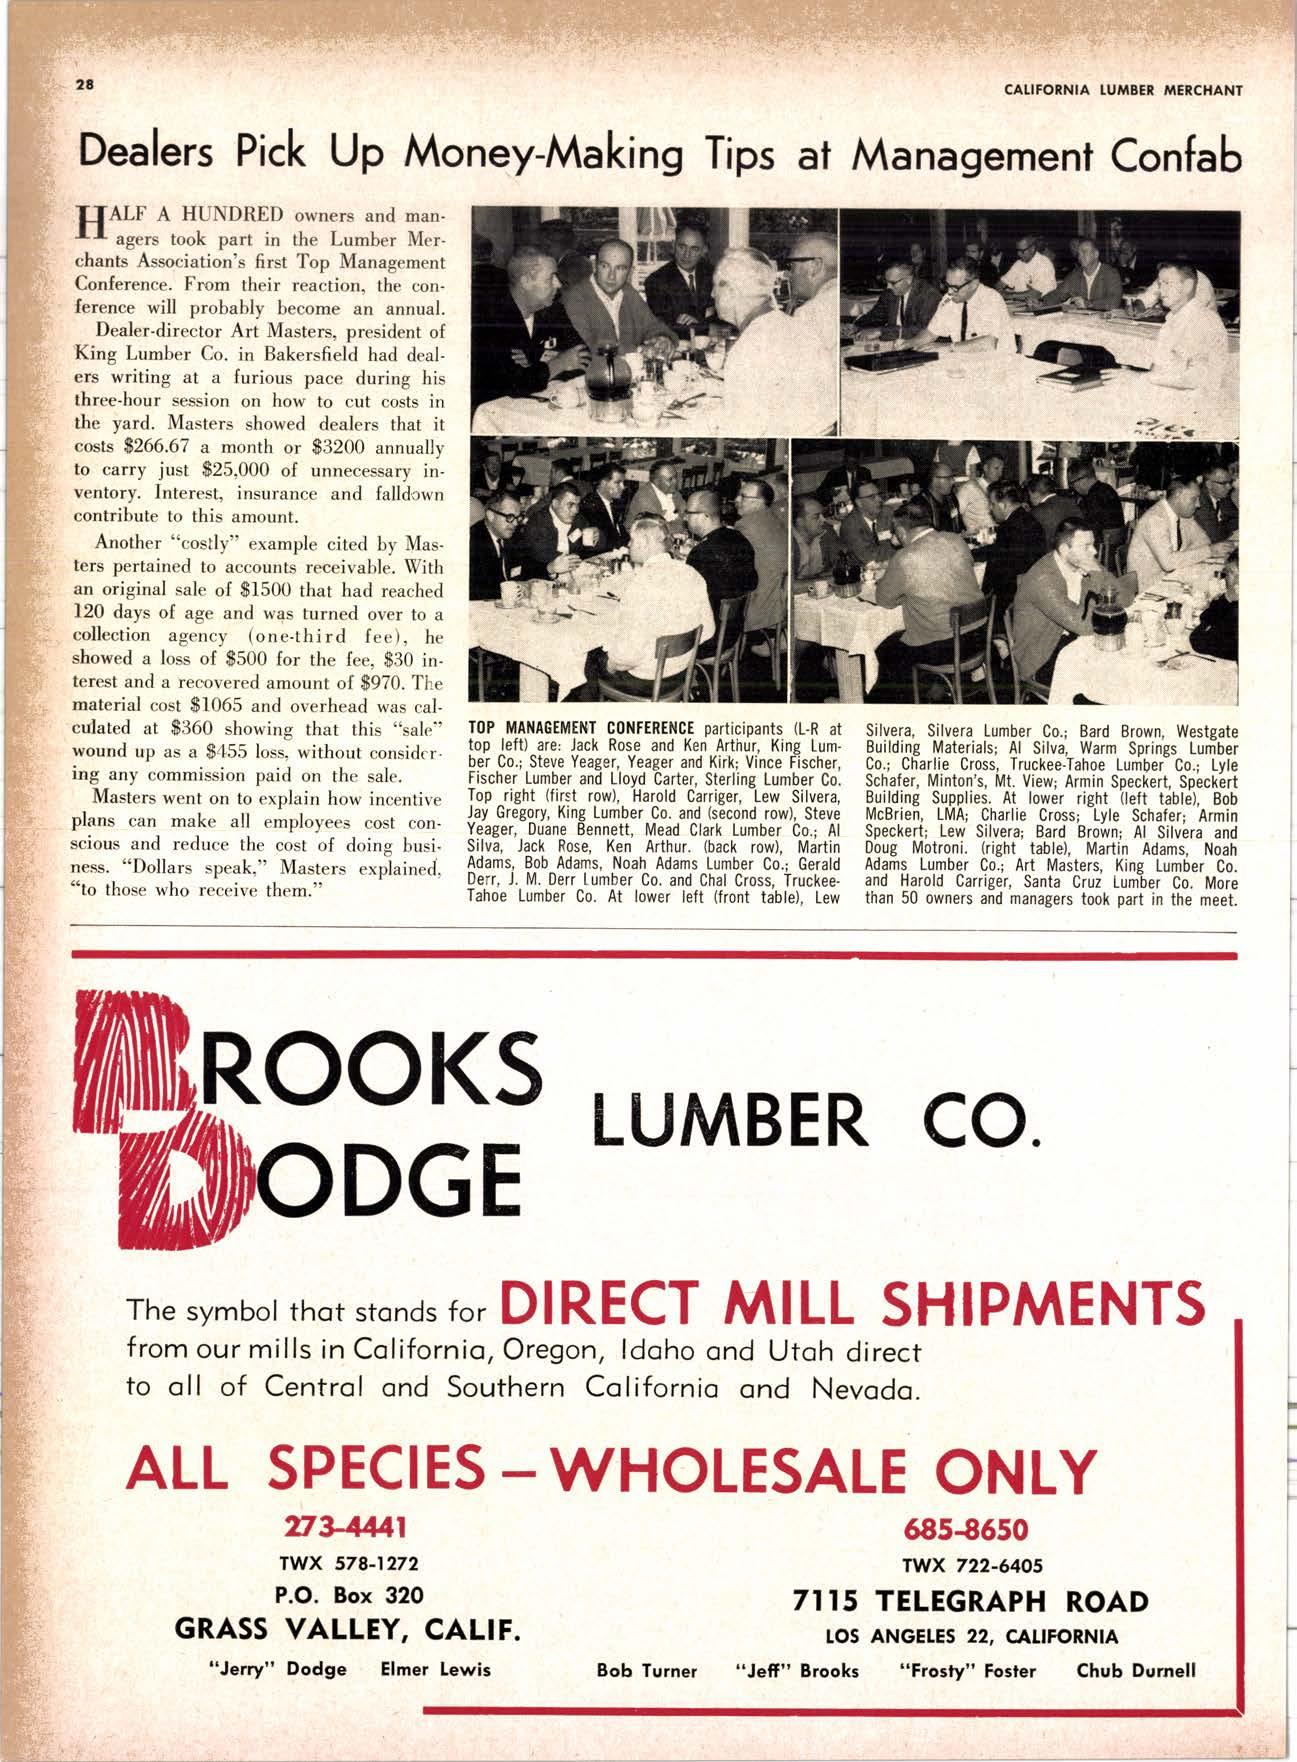 28
CALIFORNIA LUMBER MERCHANT
Dealers Pick Up Money-Making Tips at Management Confab
HALF A HUNDRED owners and man-
agers took part in the Lumber Mer-
chants Association's first Top Management
Conference. From their reaction, the con-
ference will probably become an annual.
Dealer-director Art Masters, president of
King Lumber Co. in Bakersfield had deal-
ers writing at a furious pace during his
three-hour session on how to cut costs in
the yard. Masters showed dealers that it
costs $266.67 a month or $3200 annually
to carry just $25,000 of unnecessary in-
ventory. Interest, insurance and falldown
contribute to this amount.
Another "costly" example cited by Mas-
ters pertained to accounts receivable. With
an original sale of $1500 that had reached
120 days of age and was turned over to a
collection agency (one-third fee), he
showed a loss of $500 for the fee, $30 in-
terest and a recovered amount of $970. The
material cost $1065 and overhead was cal-
culated at $360 showing that this "sale"
wound up as a $455 loss, without consider-
ing any commission paid on the sale.
Masters went on to explain how incentive
plans can make all employees cost con-
scious and reduce the cost of doing busi-
ness. "Dollars speak," Masters explained,
"to those who receive them."
TOP MANAGEMENT CONFERENCE participants (L-R at
top left) are: Jack Rose and Ken Arthur, King Lum-
ber Co.; Steve Yeager, Yeager and Kirk; Vince Fischer,
Fischer Lumber and Lloyd Carter, Sterling Lumber Co.
Top right (first row), Harold Carriger, Lew Silvera,
Jay Gregory, King Lumber Co. and (second row), Steve
Yeager, Duane Bennett, Mead Clark Lumber Co.; Al
Silva, Jack Rose, Ken Arthur. (back row), Martin
Adams, Bob Adams, Noah Adams Lumber Co.; Gerald
Derr, J. M. Derr Lumber Co. and Chal Cross, Truckee-
Tahoe Lumber Co. At lower left (front table), Lew
Silvera, Silvera Lumber Co.; Bard Brown, Westgate
Building Materials; Al Silva, Warm Springs Lumber
Co.; Charlie Cross, Truckee-Tahoe Lumber Co.; Lyle
Schafer, Minton's, Mt. View; Armin Speckert, Speckert
Building Supplies. At lower right (left table), Bob
McBrien, LMA; Charlie Cross; Lyle Schafer; Armin
Speckert; Lew Silvera; Bard Brown; Al Silvera and
Doug Motroni. (right table), Martin Adams, Noah
Adams Lumber Co.; Art Masters, King Lumber Co.
and Harold Carriger, Santa Cruz Lumber Co. More
than 50 owners and managers took part in the meet.
BROOKS
DODGE
LUMBER CO.
The symbol that stands for DIRECT MILL SHIPMENTS
from our mills in California, Oregon, Idaho and Utah direct
to all of Central and Southern California and Nevada.
ALL SPECIES – WHOLESALE ONLY
273-4441
TWX 578-1272
P.O. Box 320
GRASS VALLEY, CALIF.
"Jerry" Dodge Elmer Lewis
685-8650
TWX 722-6405
7115 TELEGRAPH ROAD
LOS ANGELES 22, CALIFORNIA
Bob Turner "Jeff" Brooks "Frosty" Foster Chub Durnell